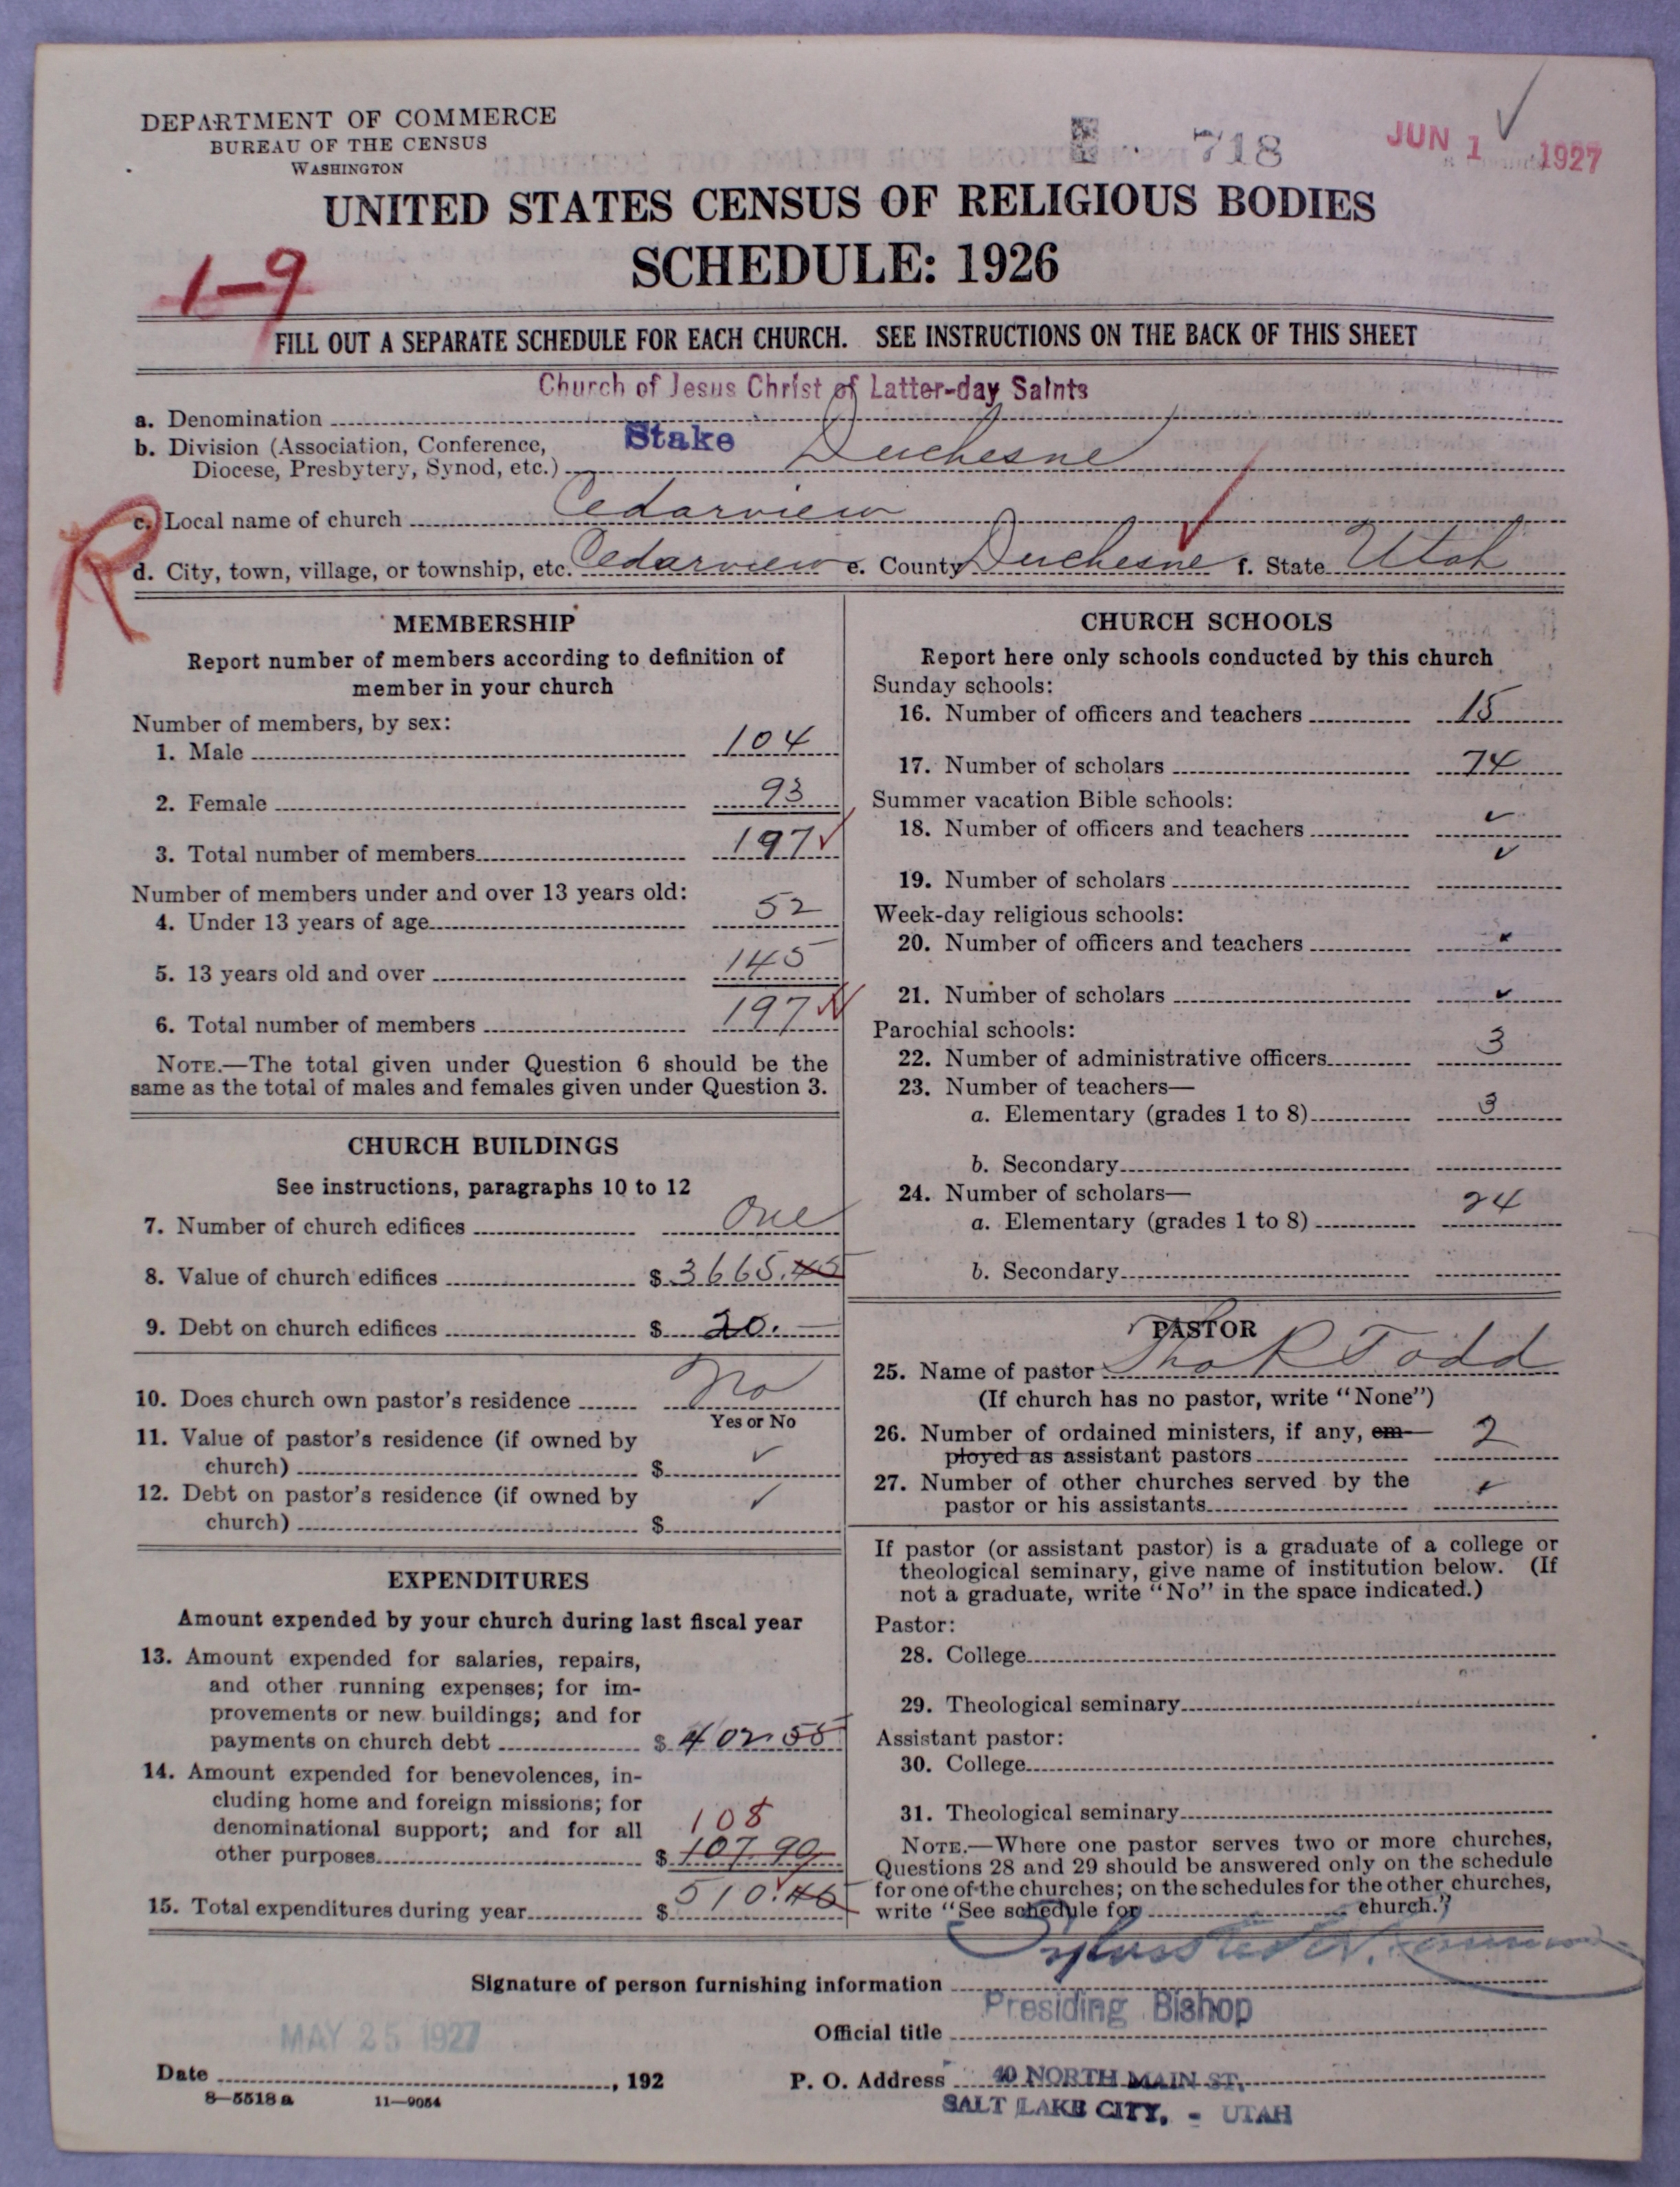 DEPARTMENT OF COMMERCE
BUREAU OF THE CENSUS
WASHINGTON
718
JUN 1 1927
UNITED STATES CENSUS OF RELIGIOUS BODIES
SCHEDULE: 1926
1-9
FILL OUT A SEPARATE SCHEDULE FOR EACH CHURCH. SEE INSTRUCTIONS ON THE BACK OF THIS SHEET
Church of Jesus Christ of Latter-day Saints
a. Denomination
b. Division (Association, Conference, Stake Duchesne
Diocese, Presbytery, Synod, etc.)
R
c. Local name of church Cedarview
d. City, town, village, or township, etc. Cedarview e. County Duchesne f. State Utah
MEMBERSHIP
Report number of members according to definition of
member in your church
Number of members, by sex:
1. Male 104
2. Female 93
3. Total number of members 197
Number of members under and over 13 years old:
4. Under 13 years of age 52
5. 13 years old and over 145
6. Total number of members 197
NOTE.—The total given under Question 6 should be the
same as the total of males and females given under Question 3.
CHURCH BUILDINGS
See instructions, paragraphs 10 to 12
7. Number of church edifices One
8. Value of church edifices $ 3665.45
9. Debt on church edifices $ 20.—
10. Does church own pastor's residence No
Yes or No
11. Value of pastor's residence (if owned by
church) $ ✓
12. Debt on pastor's residence (if owned by
church) $ ✓
EXPENDITURES
Amount expended by your church during last fiscal year
13. Amount expended for salaries, repairs,
and other running expenses; for im-
provements or new buildings; and for
payments on church debt $ 402.55
14. Amount expended for benevolences, in-
cluding home and foreign missions; for
denominational support; and for all 108
other purposes $ 107.90
15. Total expenditures during year $ 510.45
CHURCH SCHOOLS
Report here only schools conducted by this church
Sunday schools:
16. Number of officers and teachers 15
17. Number of scholars 74
Summer vacation Bible schools:
18. Number of officers and teachers ✓
19. Number of scholars ✓
Week-day religious schools:
20. Number of officers and teachers
21. Number of scholars ✓
Parochial schools:
22. Number of administrative officers 3
23. Number of teachers—
a. Elementary (grades 1 to 8) 3
b. Secondary
24. Number of scholars—
a. Elementary (grades 1 to 8) 24
b. Secondary
PASTOR
25. Name of pastor Tho R Todd
(If church has no pastor, write "None")
26. Number of ordained ministers, if any, em-
ployed as assistant pastors 2
27. Number of other churches served by the
pastor or his assistants ✓
If pastor (or assistant pastor) is a graduate of a college or
theological seminary, give name of institution below. (If
not a graduate, write "No" in the space indicated.)
Pastor:
28. College
29. Theological seminary
Assistant pastor:
30. College
31. Theological seminary
NOTE.—Where one pastor serves two or more churches,
Questions 28 and 29 should be answered only on the schedule
for one of the churches; on the schedules for the other churches,
write "See schedule for church."
Signature of person furnishing information Sylvester Q. Cannon
Official title Presiding Bishop
MAY 25 1927
Date , 192
P. O. Address 40 NORTH MAIN ST.
SALT LAKE CITY, - UTAH
8—5518 a 11—9054